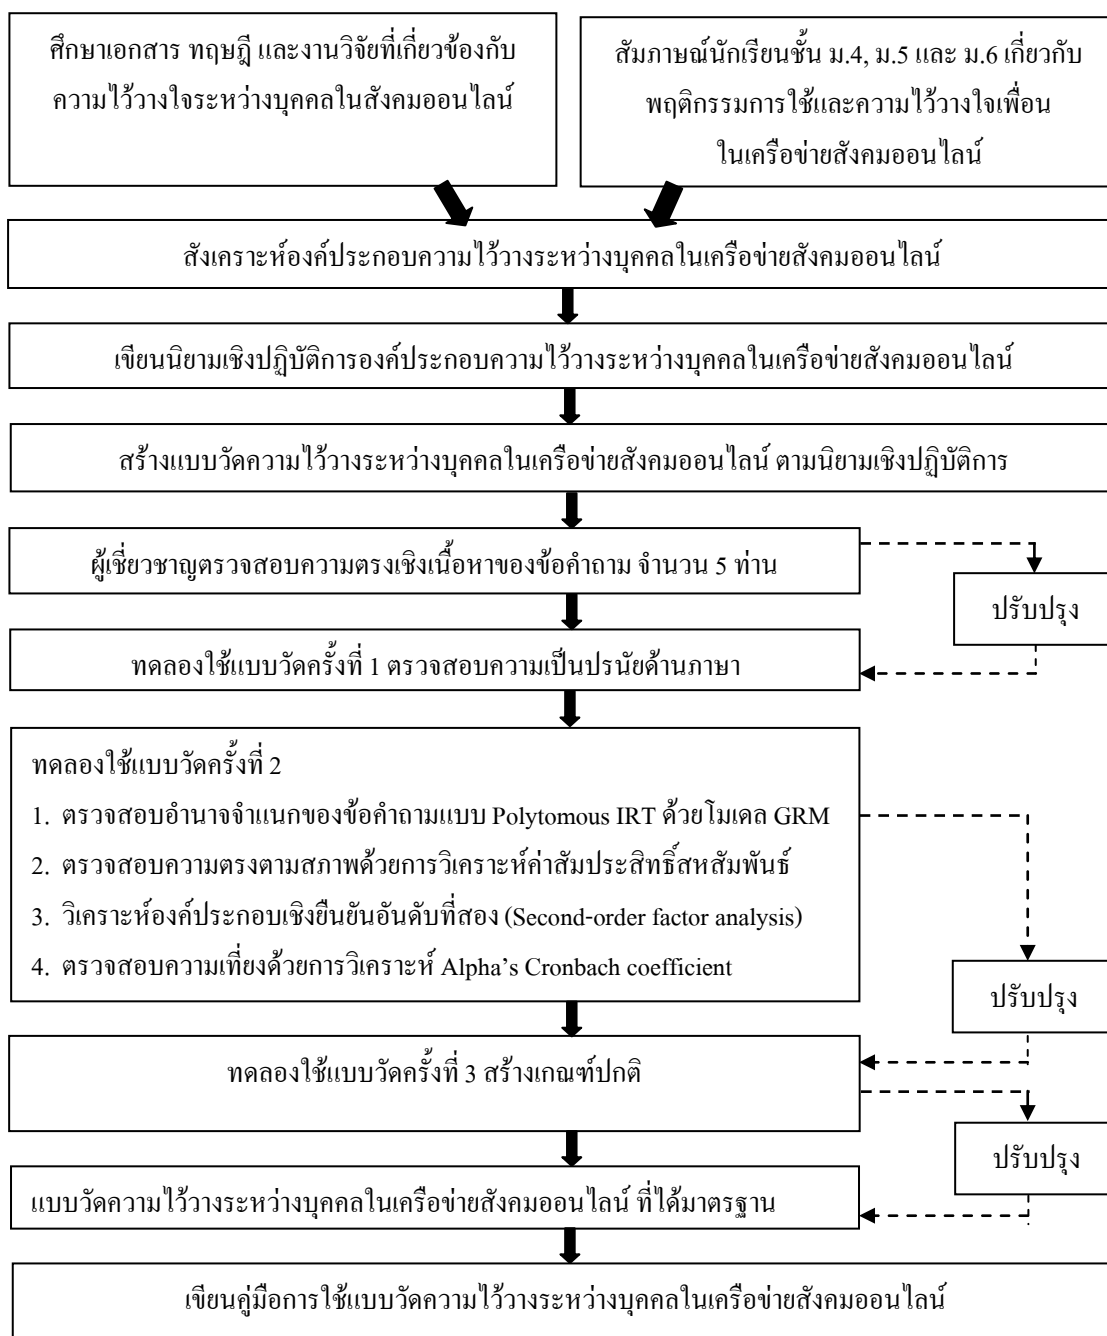 ศึกษาเอกสาร ทฤษฎี และงานวิจัยที่เกี่ยวข้องกับ
ความไว้วางใจระหว่างบุคคลในสังคมออนไลน์
สัมภาษณ์นักเรียนชั้น ม.4, ม.5 และ ม.6 เกี่ยวกับ
พฤติกรรมการใช้และความไว้วางใจเพื่อน
ในเครือข่ายสังคมออนไลน์
สังเคราะห์องค์ประกอบความไว้วางระหว่างบุคคลในเครือข่ายสังคมออนไลน์
เขียนนิยามเชิงปฏิบัติการองค์ประกอบความไว้วางระหว่างบุคคลในเครือข่ายสังคมออนไลน์
สร้างแบบวัดความไว้วางระหว่างบุคคลในเครือข่ายสังคมออนไลน์ ตามนิยามเชิงปฏิบัติการ
ผู้เชี่ยวชาญตรวจสอบความตรงเชิงเนื้อหาของข้อคำถาม จำนวน 5 ท่าน
ปรับปรุง
ทดลองใช้แบบวัดครั้งที่ 1 ตรวจสอบความเป็นปรนัยด้านภาษา
ทดลองใช้แบบวัดครั้งที่ 2
1. ตรวจสอบอำนาจจำแนกของข้อคำถามแบบ Polytomous IRT ด้วยโมเดล GRM
2. ตรวจสอบความตรงตามสภาพด้วยการวิเคราะห์ค่าสัมประสิทธิ์สหสัมพันธ์
3. วิเคราะห์องค์ประกอบเชิงยืนยันอันดับที่สอง (Second-order factor analysis)
4. ตรวจสอบความเที่ยงด้วยการวิเคราะห์ Alpha's Cronbach coefficient
ปรับปรุง
ทดลองใช้แบบวัดครั้งที่ 3 สร้างเกณฑ์ปกติ
ปรับปรุง
แบบวัดความไว้วางระหว่างบุคคลในเครือข่ายสังคมออนไลน์ ที่ได้มาตรฐาน
เขียนคู่มือการใช้แบบวัดความไว้วางระหว่างบุคคลในเครือข่ายสังคมออนไลน์